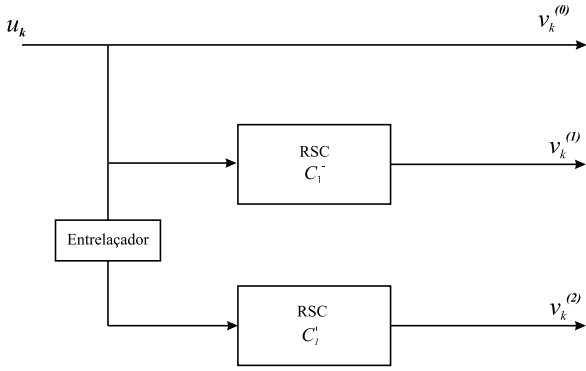 u_k
v_k^(0)
RSC
C_1^-
v_k^(1)
Entrelaçador
RSC
C_1^'
v_k^(2)